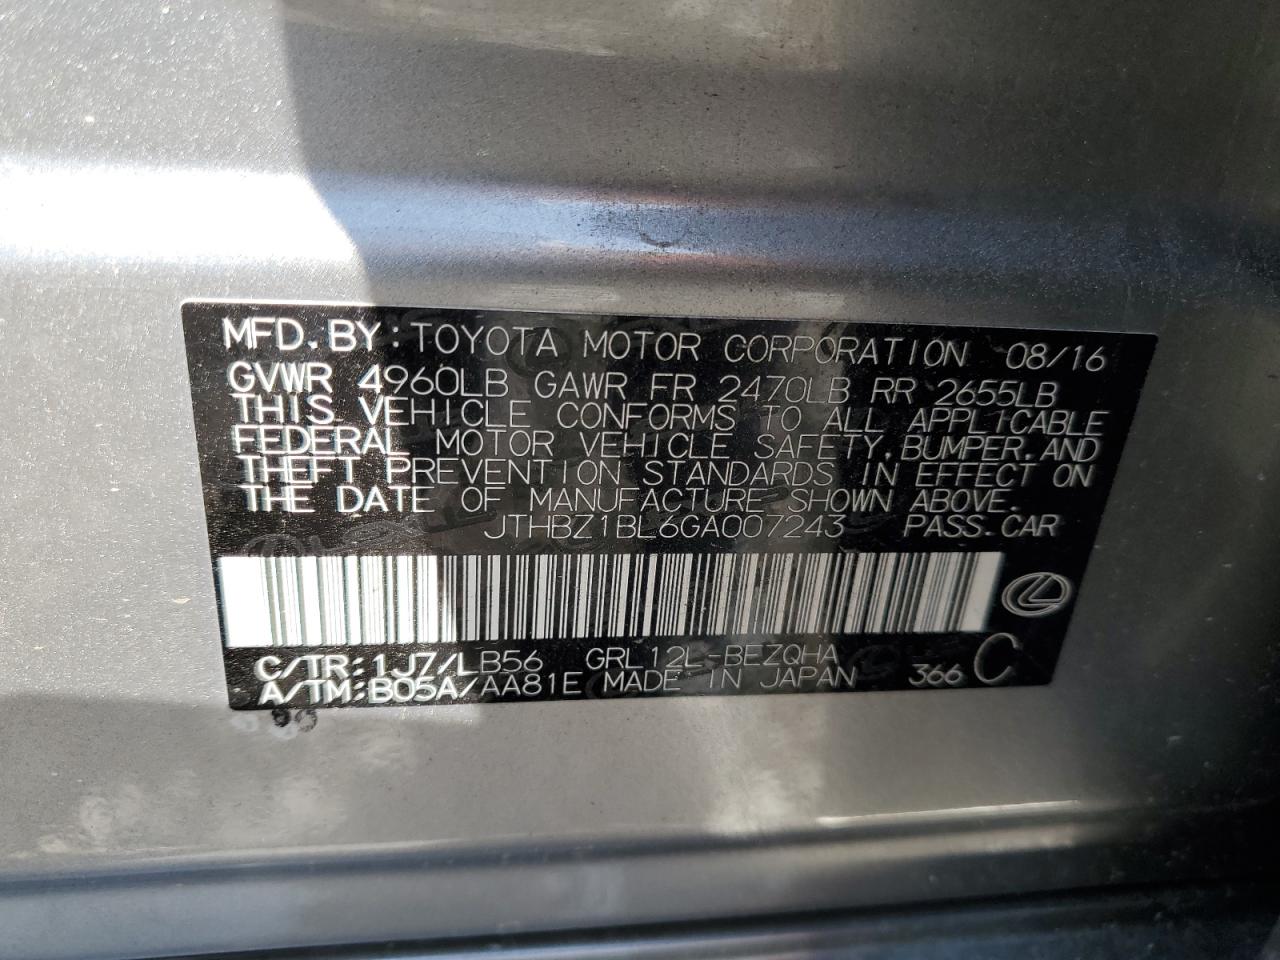 MFD. BY: TOYOTA MOTOR CORPORATION 08/16
GVWR 4960LB GAWR FR 2470LB RR 2655LB
THIS VEHICLE CONFORMS TO ALL APPLICABLE
FEDERAL MOTOR VEHICLE SAFETY, BUMPER, AND
THEFT PREVENTION STANDARDS IN EFFECT ON
THE DATE OF MANUFACTURE SHOWN ABOVE.
JTHBZ1BL6GA007243 PASS. CAR
C/TR: 1J7/LB56 GRL12L-BEZQHA
A/TM: B05A/AA81E MADE IN JAPAN 366 C